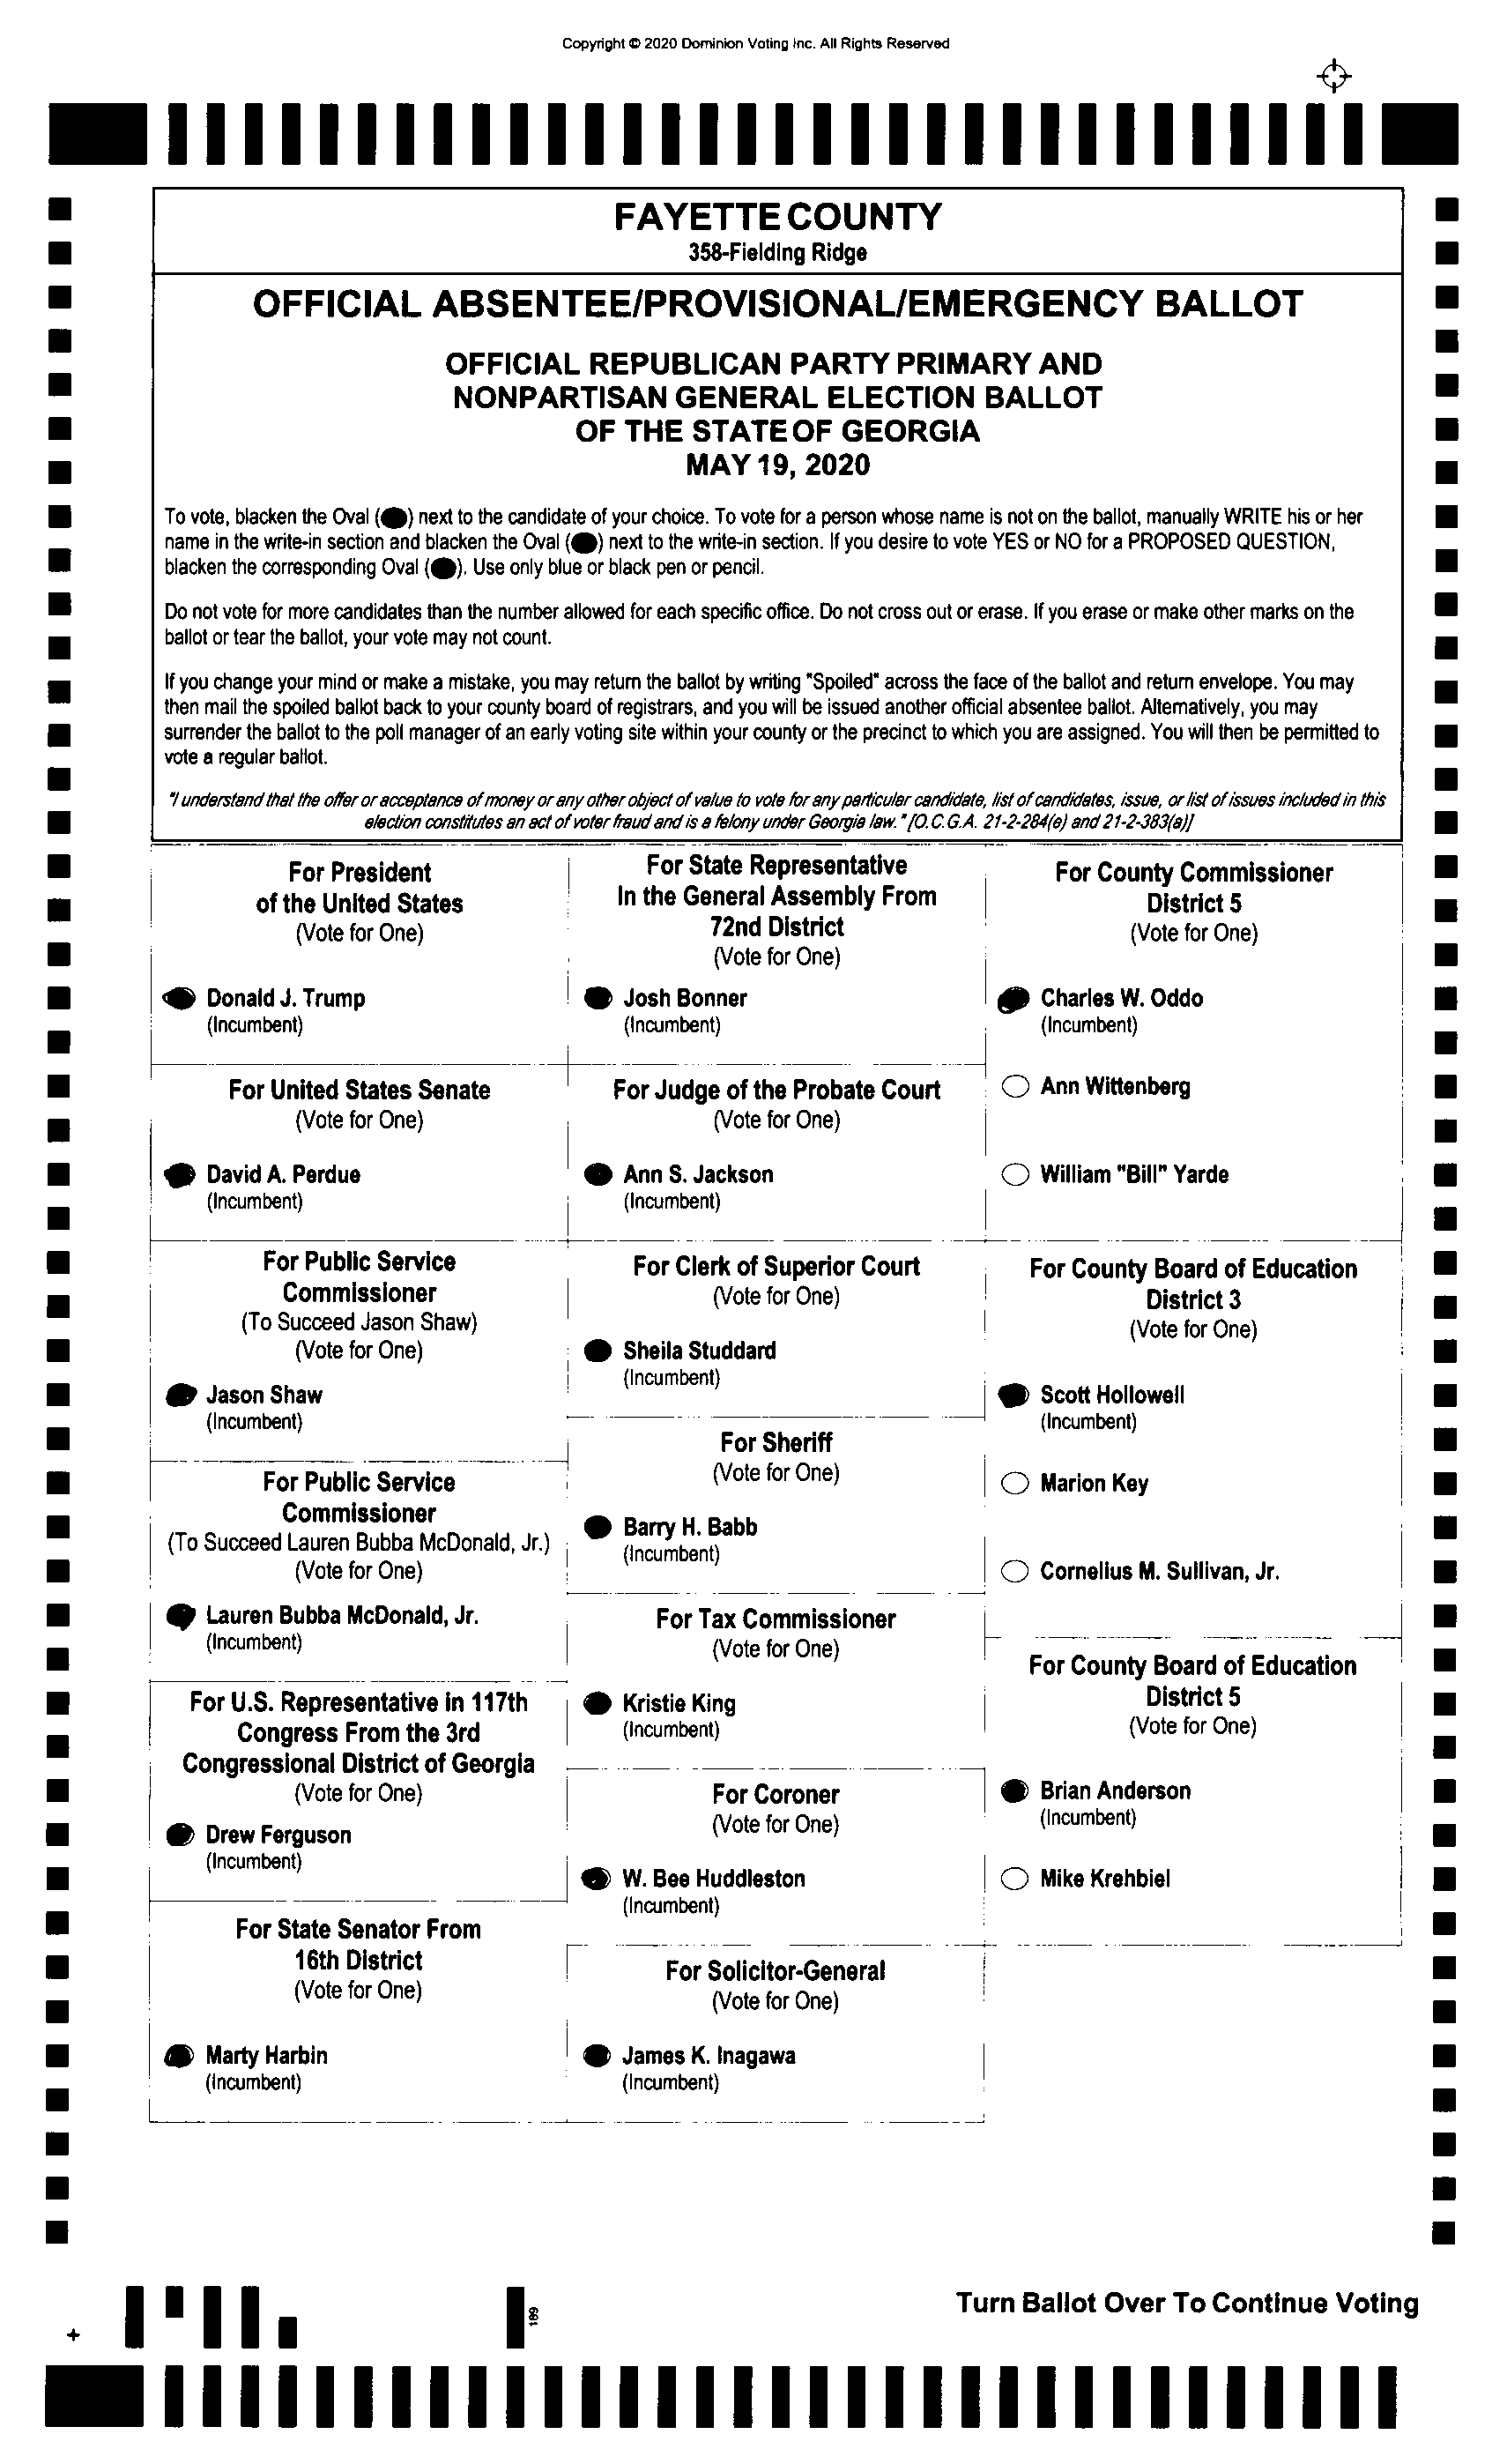 Copyright © 2020 Dominion Voting Inc. All Rights Reserved
FAYETTE COUNTY
358-Fielding Ridge
OFFICIAL ABSENTEE/PROVISIONAL/EMERGENCY BALLOT
OFFICIAL REPUBLICAN PARTY PRIMARY AND
NONPARTISAN GENERAL ELECTION BALLOT
OF THE STATE OF GEORGIA
MAY 19, 2020
To vote, blacken the Oval (●) next to the candidate of your choice. To vote for a person whose name is not on the ballot, manually WRITE his or her
name in the write-in section and blacken the Oval (●) next to the write-in section. If you desire to vote YES or NO for a PROPOSED QUESTION,
blacken the corresponding Oval (●). Use only blue or black pen or pencil.
Do not vote for more candidates than the number allowed for each specific office. Do not cross out or erase. If you erase or make other marks on the
ballot or tear the ballot, your vote may not count.
If you change your mind or make a mistake, you may return the ballot by writing "Spoiled" across the face of the ballot and return envelope. You may
then mail the spoiled ballot back to your county board of registrars, and you will be issued another official absentee ballot. Alternatively, you may
surrender the ballot to the poll manager of an early voting site within your county or the precinct to which you are assigned. You will then be permitted to
vote a regular ballot.
"I understand that the offer or acceptance of money or any other object of value to vote for any particular candidate, list of candidates, issue, or list of issues included in this
election constitutes an act of voter fraud and is a felony under Georgia law." [O.C.G.A. 21-2-284(e) and 21-2-383(a)]
For President
of the United States
(Vote for One)
Donald J. Trump
(Incumbent)
For United States Senate
(Vote for One)
David A. Perdue
(Incumbent)
For Public Service
Commissioner
(To Succeed Jason Shaw)
(Vote for One)
Jason Shaw
(Incumbent)
For Public Service
Commissioner
(To Succeed Lauren Bubba McDonald, Jr.)
(Vote for One)
Lauren Bubba McDonald, Jr.
(Incumbent)
For U.S. Representative in 117th
Congress From the 3rd
Congressional District of Georgia
(Vote for One)
Drew Ferguson
(Incumbent)
For State Senator From
16th District
(Vote for One)
Marty Harbin
(Incumbent)
For State Representative
In the General Assembly From
72nd District
(Vote for One)
Josh Bonner
(Incumbent)
For Judge of the Probate Court
(Vote for One)
Ann S. Jackson
(Incumbent)
For Clerk of Superior Court
(Vote for One)
Sheila Studdard
(Incumbent)
For Sheriff
(Vote for One)
Barry H. Babb
(Incumbent)
For Tax Commissioner
(Vote for One)
Kristie King
(Incumbent)
For Coroner
(Vote for One)
W. Bee Huddleston
(Incumbent)
For Solicitor-General
(Vote for One)
James K. Inagawa
(Incumbent)
For County Commissioner
District 5
(Vote for One)
Charles W. Oddo
(Incumbent)
Ann Wittenberg
William "Bill" Yarde
For County Board of Education
District 3
(Vote for One)
Scott Hollowell
(Incumbent)
Marion Key
Cornelius M. Sullivan, Jr.
For County Board of Education
District 5
(Vote for One)
Brian Anderson
(Incumbent)
Mike Krehbiel
189
Turn Ballot Over To Continue Voting